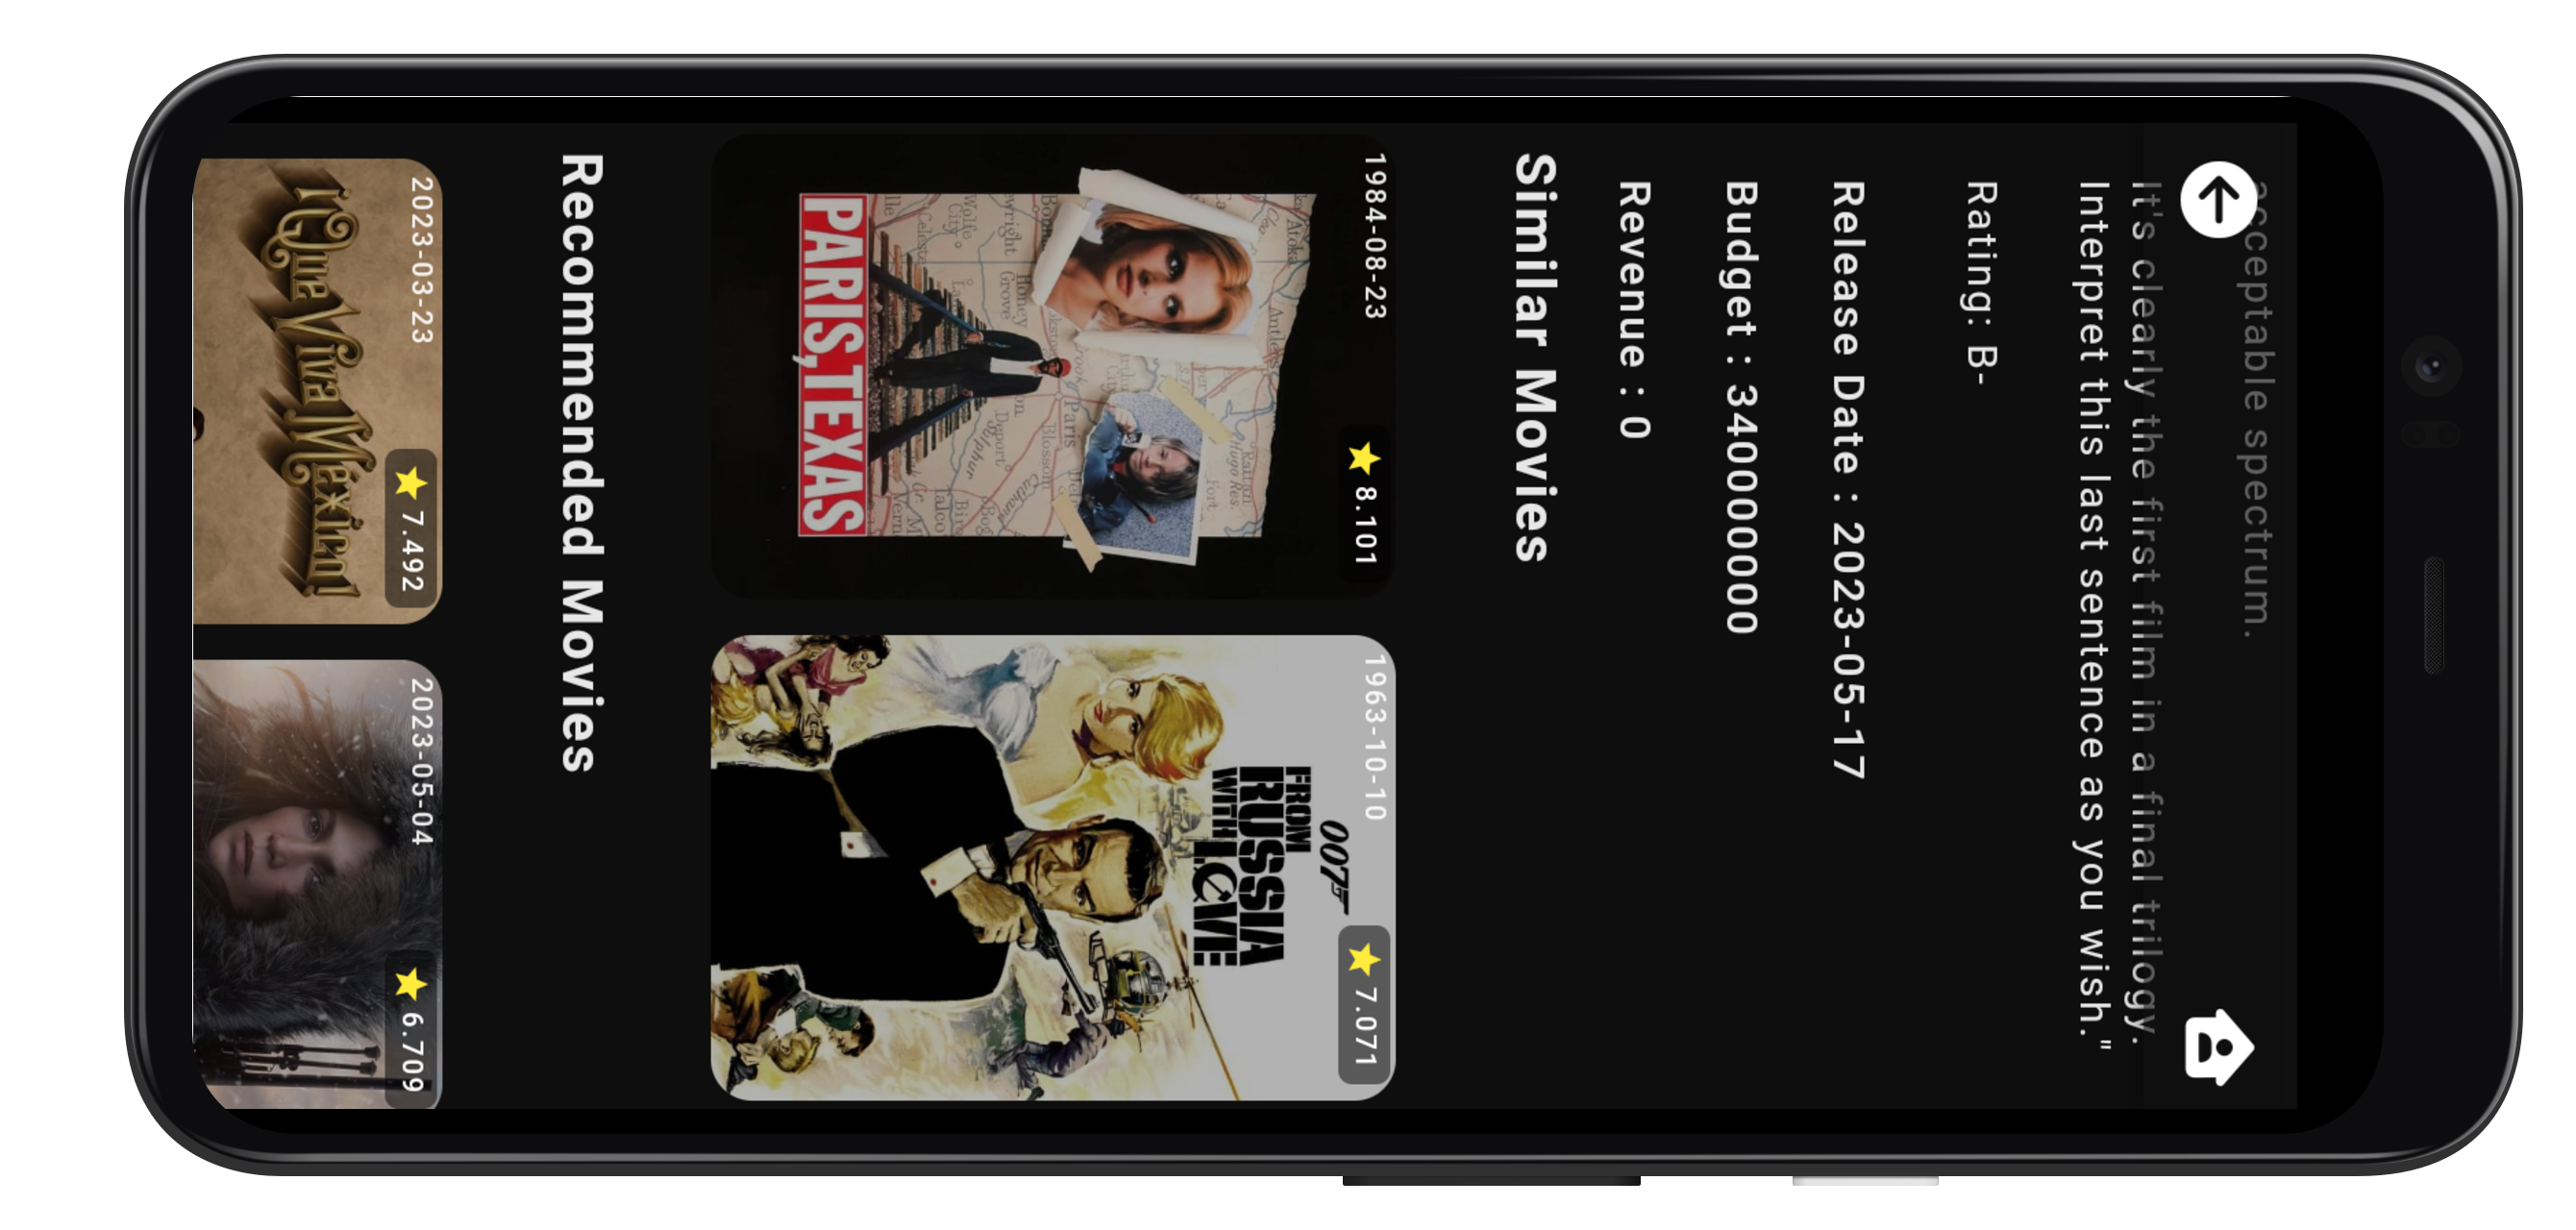 acceptable spectrum.
It's clearly the first film in a final trilogy.
Interpret this last sentence as you wish."
Rating: B-
Release Date : 2023-05-17
Budget : 340000000
Revenue : 0
Similar Movies
1984-08-23
8.101
PARIS,TEXAS
1963-10-10
7.071
007
FROM
RUSSIA
WITH LOVE
Recommended Movies
2023-03-23
7.492
¡Que Viva México!
2023-05-04
6.709